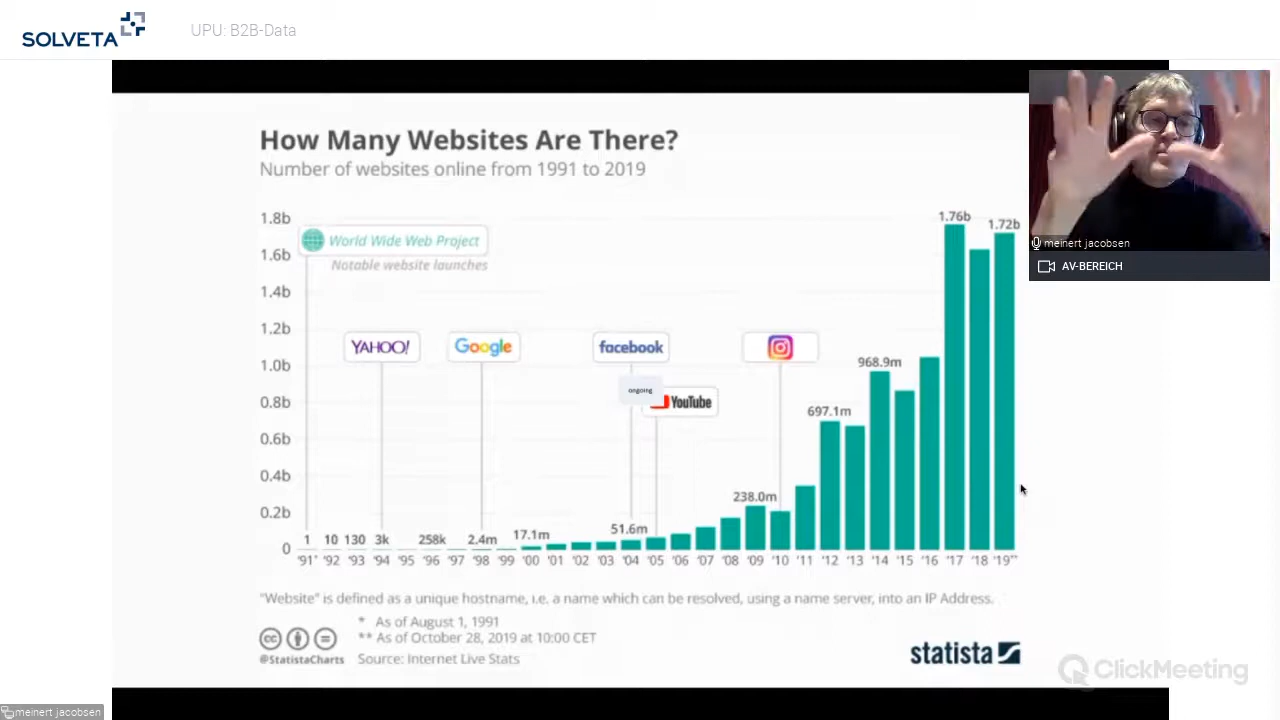 SOLVETA
UPU: B2B-Data
How Many Websites Are There?
Number of websites online from 1991 to 2019
1.8b
1.6b
1.4b
1.2b
1.0b
0.8b
0.6b
0.4b
0.2b
0
World Wide Web Project
Notable website launches
YAHOO!
Google
facebook
ongoing
YouTube
1 10 130 3k 258k 2.4m 17.1m 51.6m 238.0m 697.1m 968.9m 1.76b 1.72b
'91* '92 '93 '94 '95 '96 '97 '98 '99 '00 '01 '02 '03 '04 '05 '06 '07 '08 '09 '10 '11 '12 '13 '14 '15 '16 '17 '18 '19**
"Website" is defined as a unique hostname, i.e. a name which can be resolved, using a name server, into an IP Address.
* As of August 1, 1991
** As of October 28, 2019 at 10:00 CET
cc
@StatistaCharts Source: Internet Live Stats
statista
meinert jacobsen
AV-BEREICH
ClickMeeting
meinert jacobsen